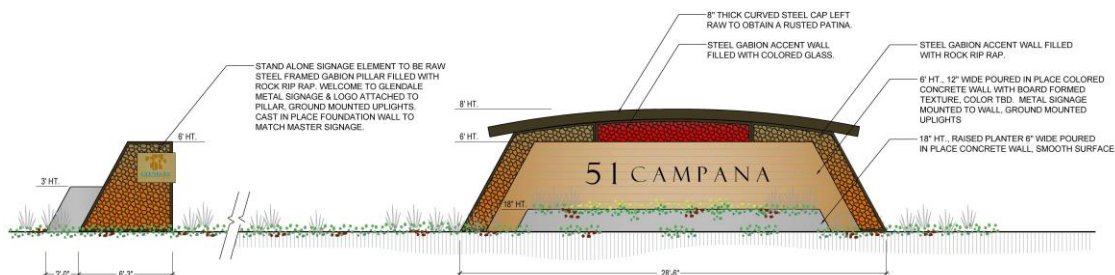 8" THICK CURVED STEEL CAP LEFT
RAW TO OBTAIN A RUSTED PATINA.
STEEL GABION ACCENT WALL
FILLED WITH COLORED GLASS.
STEEL GABION ACCENT WALL FILLED
WITH ROCK RIP RAP.
6' HT., 12" WIDE POURED IN PLACE COLORED
CONCRETE WALL WITH BOARD FORMED
TEXTURE, COLOR TBD. METAL SIGNAGE
MOUNTED TO WALL, GROUND MOUNTED
UPLIGHTS
18" HT., RAISED PLANTER 6" WIDE POURED
IN PLACE CONCRETE WALL, SMOOTH SURFACE
STAND ALONE SIGNAGE ELEMENT TO BE RAW
STEEL FRAMED GABION PILLAR FILLED WITH
ROCK RIP RAP. WELCOME TO GLENDALE
METAL SIGNAGE & LOGO ATTACHED TO
PILLAR, GROUND MOUNTED UPLIGHTS.
CAST IN PLACE FOUNDATION WALL TO
MATCH MASTER SIGNAGE.
6' HT.
3' HT.
8' HT.
6' HT.
51 CAMPANA
18" HT.
2'-0"
6'-3"
28'-6"